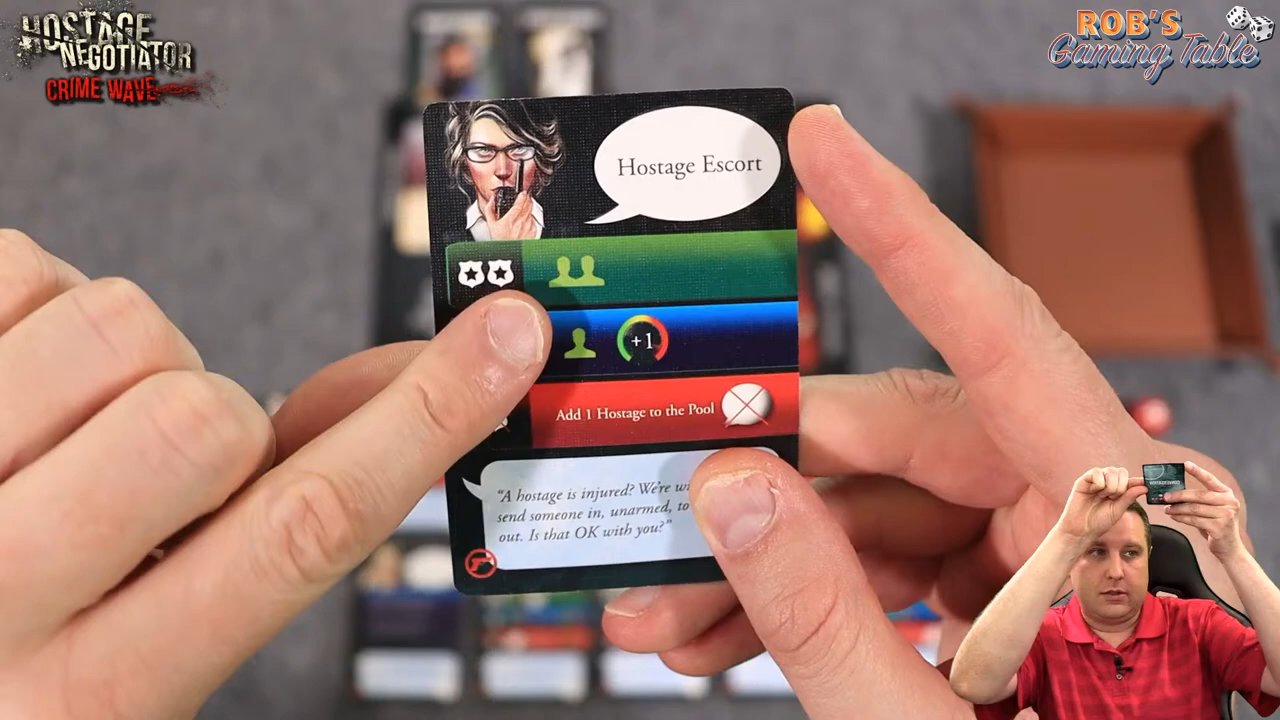 HOSTAGE
NEGOTIATOR
CRIME WAVE
ROB'S
Gaming Table
Hostage Escort
+1
Add 1 Hostage to the Pool
"A hostage is injured? We're
send someone in, unarmed, to
out. Is that OK with you?"